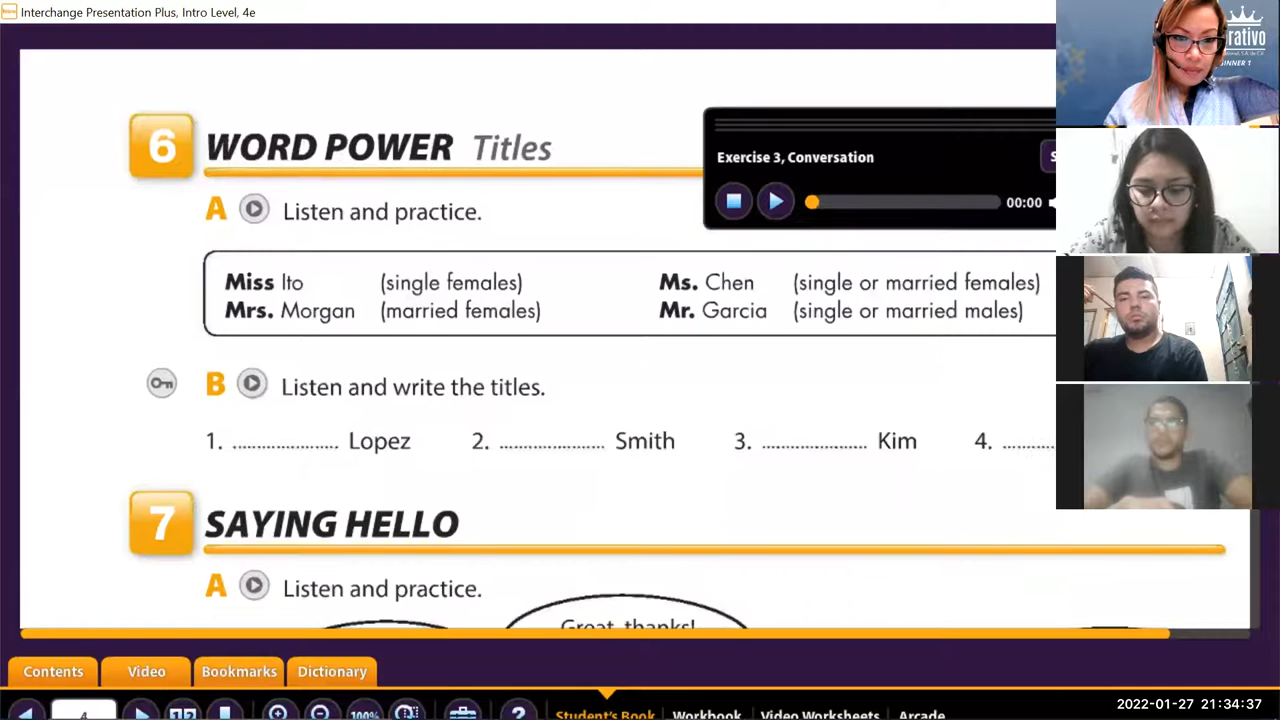 Interchange Presentation Plus, Intro Level, 4e
rativo
6 WORD POWER Titles
Exercise 3, Conversation
00:00
A Listen and practice.
Miss Ito (single females) Ms. Chen (single or married females)
Mrs. Morgan (married females) Mr. Garcia (single or married males)
B Listen and write the titles.
1. .................... Lopez 2. .................... Smith 3. .................... Kim 4. ..........
7 SAYING HELLO
A Listen and practice.
Great, thanks!
Contents Video Bookmarks Dictionary
4 100% ?
Student's Book Workbook Video Worksheets Arcade
2022-01-27 21:34:37